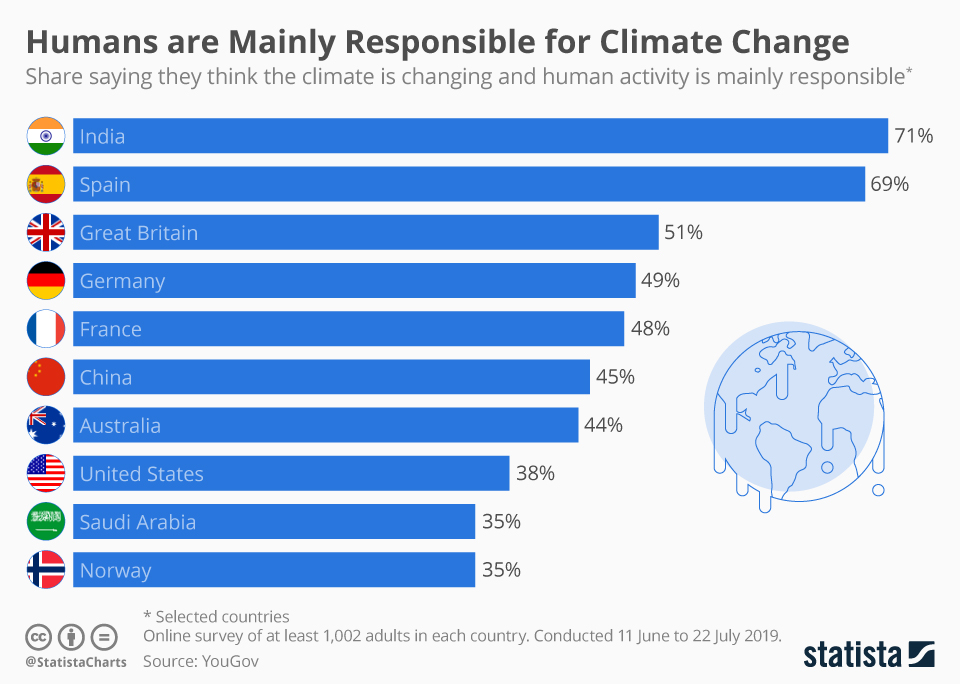 Humans are Mainly Responsible for Climate Change
Share saying they think the climate is changing and human activity is mainly responsible*
India 71%
Spain 69%
Great Britain 51%
Germany 49%
France 48%
China 45%
Australia 44%
United States 38%
Saudi Arabia 35%
Norway 35%
* Selected countries
Online survey of at least 1,002 adults in each country. Conducted 11 June to 22 July 2019.
Source: YouGov
cc
@StatistaCharts
statista